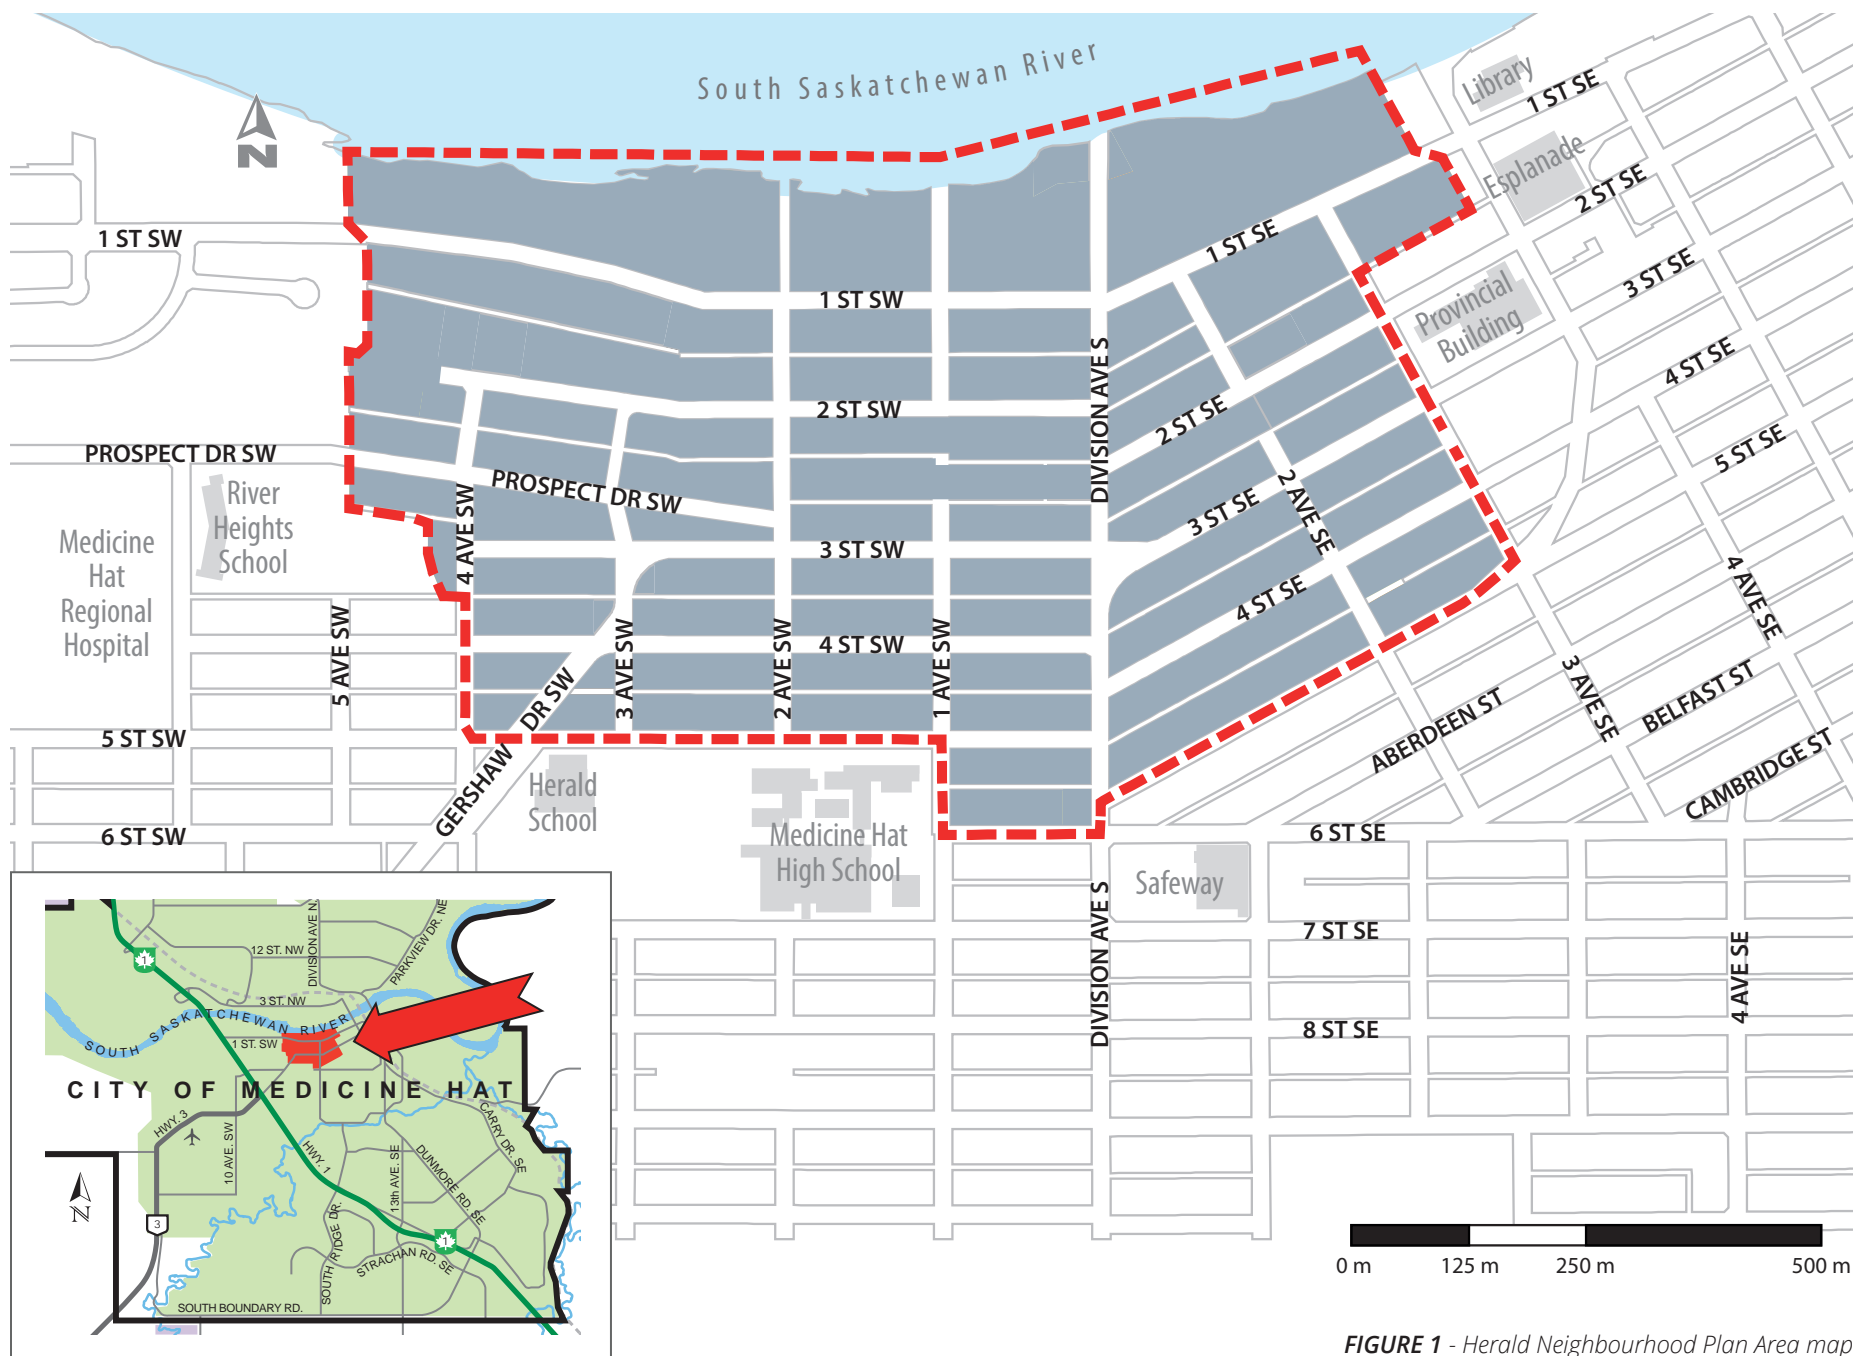 South Saskatchewan River
Library
1 ST SE
Esplanade
2 ST SE
N
1 ST SW
1 ST SE
3 ST SE
1 ST SW
Provincial
Building
DIVISION AVE S
4 ST SE
2 ST SW
2 ST SE
5 ST SE
PROSPECT DR SW
PROSPECT DR SW
River
Heights
School
2 AVE SE
3 ST SE
4 AVE SW
3 ST SW
Medicine
Hat
Regional
Hospital
4 ST SE
4 AVE SE
5 AVE SW
3 AVE SW
2 AVE SW
4 ST SW
1 AVE SW
GERSHAW DR SW
3 AVE SE
BELFAST ST
ABERDEEN ST
CAMBRIDGE ST
5 ST SW
Herald
School
6 ST SW
Medicine Hat
High School
6 ST SE
Safeway
DIVISION AVE S
7 ST SE
4 AVE SE
8 ST SE
1
12 ST. NW
DIVISION AVE N.
PARKVIEW DR. NE
3 ST. NW
SOUTH SASKATCHEWAN RIVER
1 ST. SW
CITY OF MEDICINE HAT
HWY. 3
10 AVE. SW
HWY. 1
13th AVE. SE
DUNMORE RD. SE
CARRY DR. SE
N
3
SOUTH RIDGE DR.
STRACHAN RD. SE
1
SOUTH BOUNDARY RD.
0 m 125 m 250 m 500 m
FIGURE 1 - Herald Neighbourhood Plan Area map